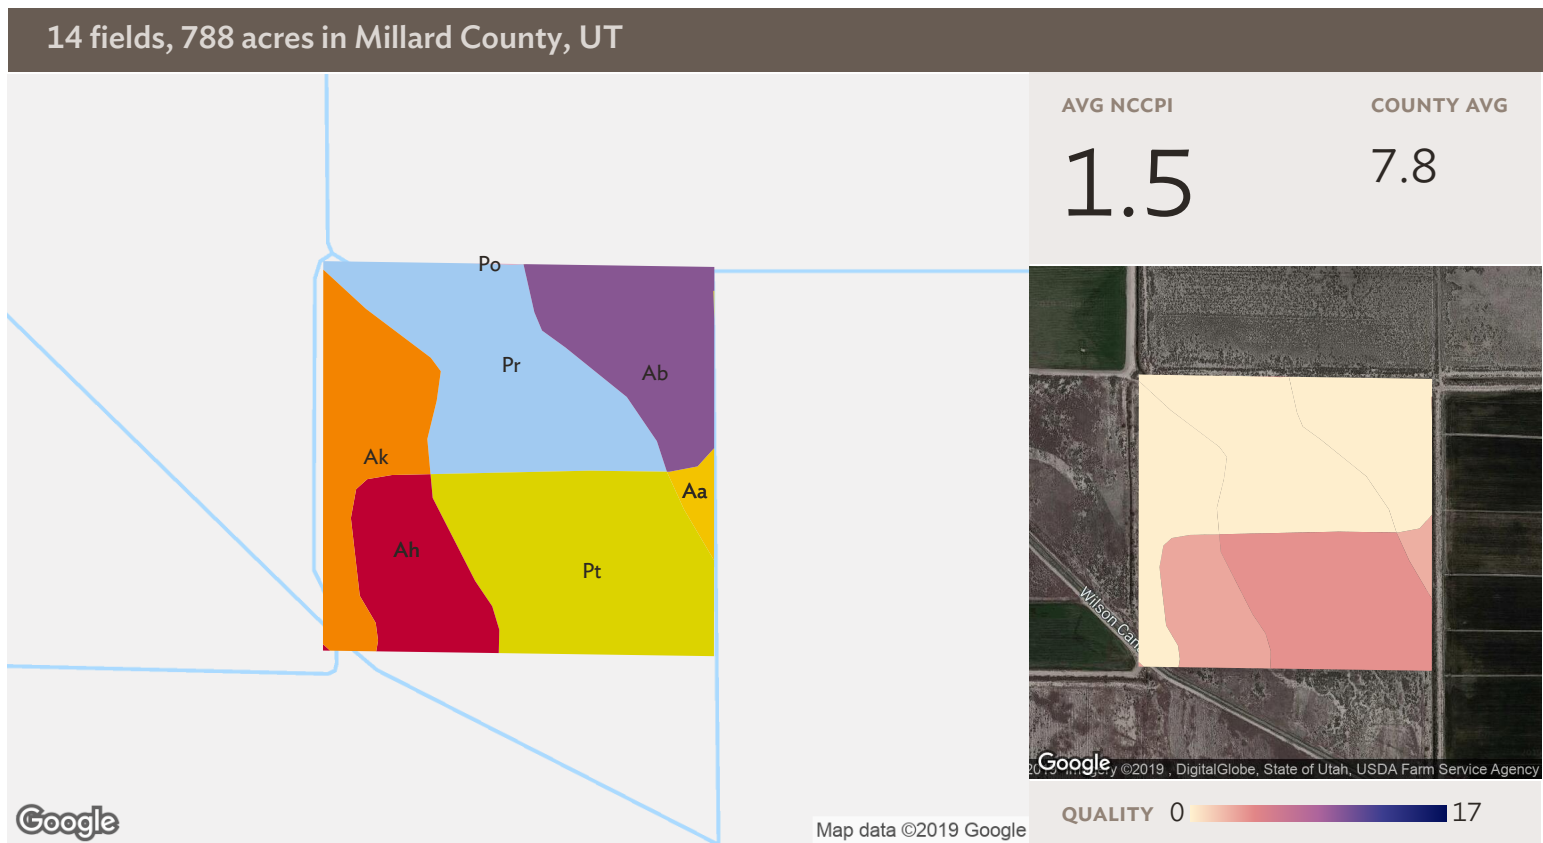 14 fields, 788 acres in Millard County, UT
AVG NCCPI
COUNTY AVG
1.5
7.8
Po
Pr
Ab
Ak
Aa
Ah
Pt
Google
Map data ©2019 Google
Wilson Can
Google
Imagery ©2019 , DigitalGlobe, State of Utah, USDA Farm Service Agency
QUALITY 0 17